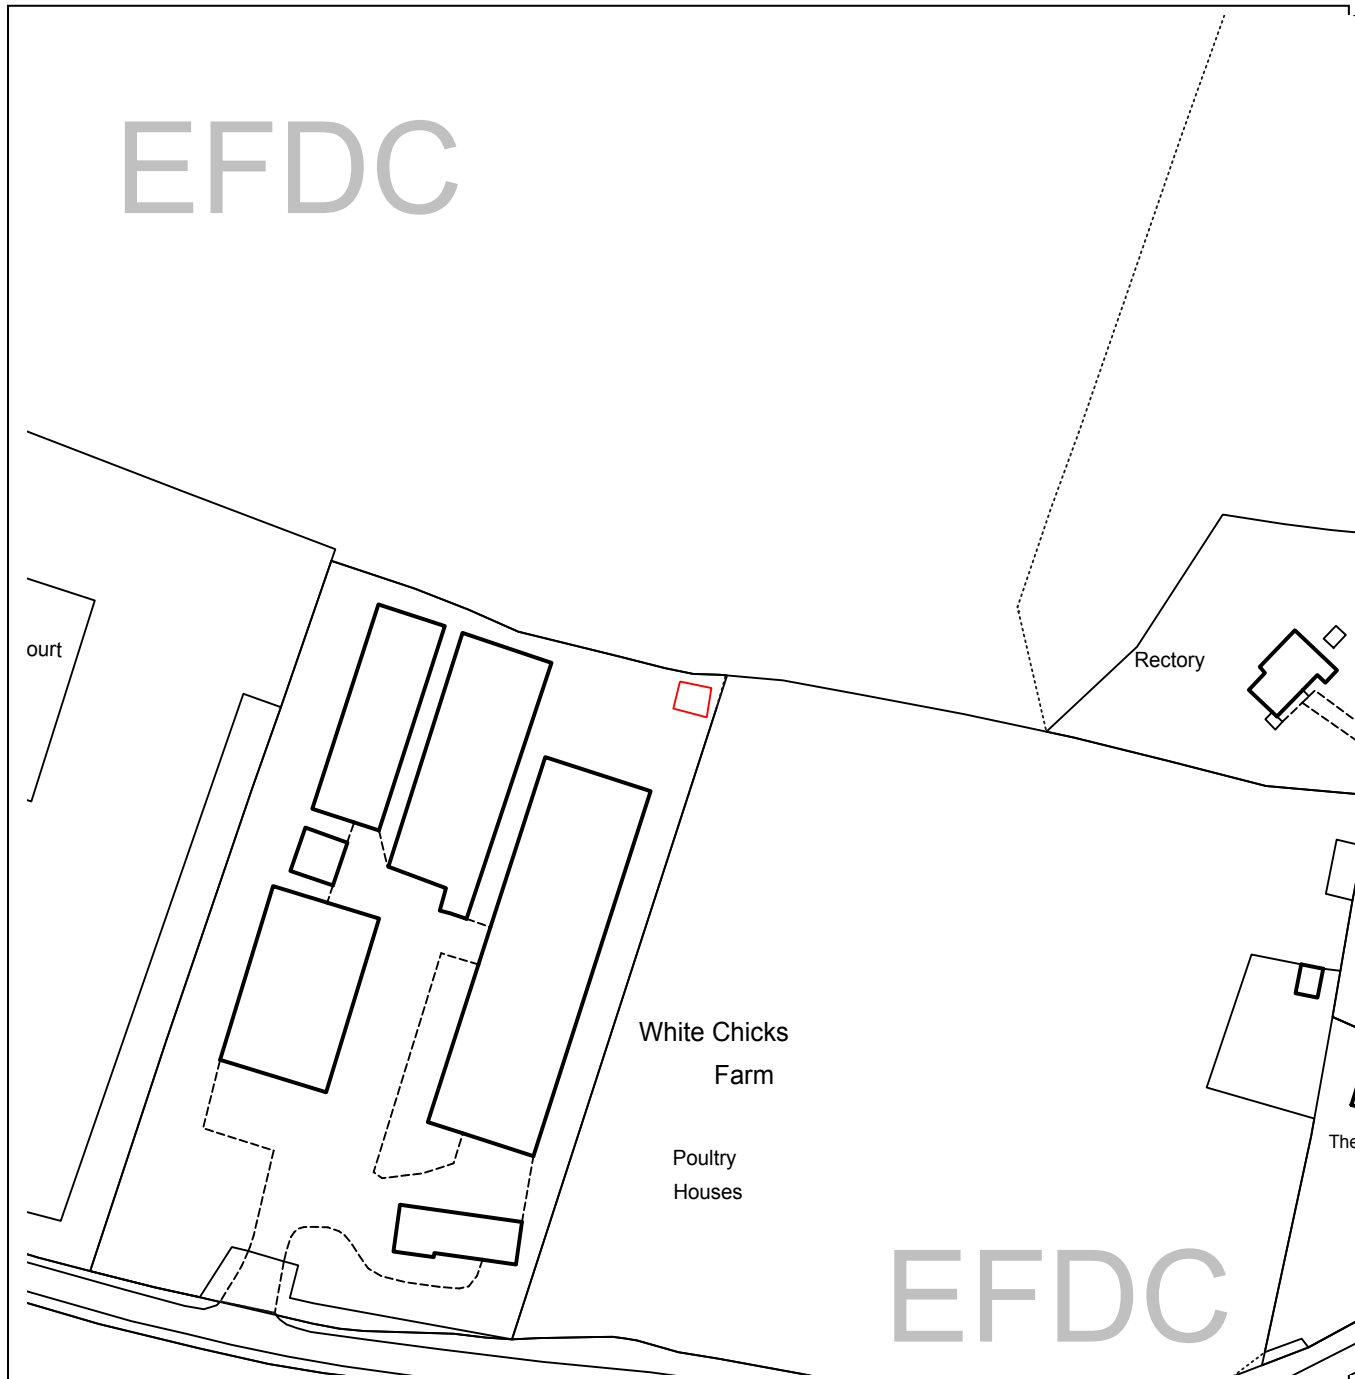 EFDC
ourt
Rectory
White Chicks
Farm
The
Poultry
Houses
EFDC